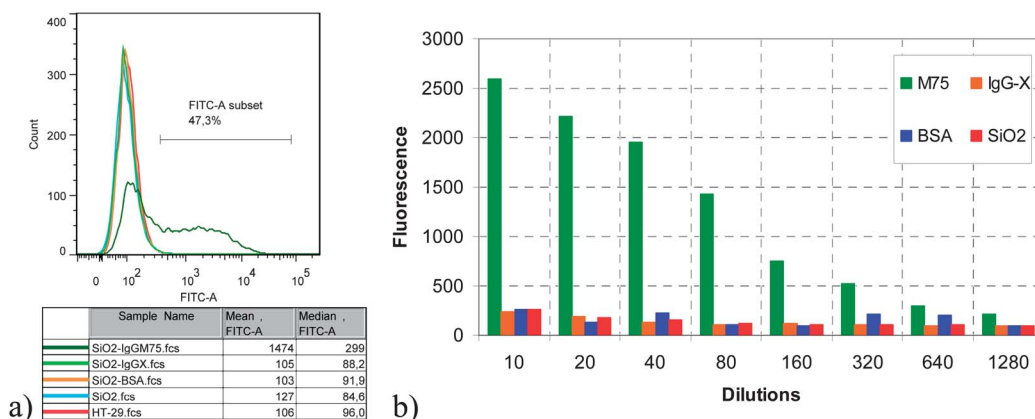 400
300
200
100
0
Count
FITC-A subset
47,3%
0 10^2 10^3 10^4 10^5
FITC-A
Sample Name Mean , FITC-A Median , FITC-A
SiO2-IgGM75.fcs 1474 299
SiO2-IgGX.fcs 105 88,2
SiO2-BSA.fcs 103 91,9
SiO2.fcs 127 84,6
HT-29.fcs 106 96,0
a)
3000
2500
2000
1500
1000
500
0
Fluorescence
M75 IgG-X
BSA SiO2
10 20 40 80 160 320 640 1280
Dilutions
b)